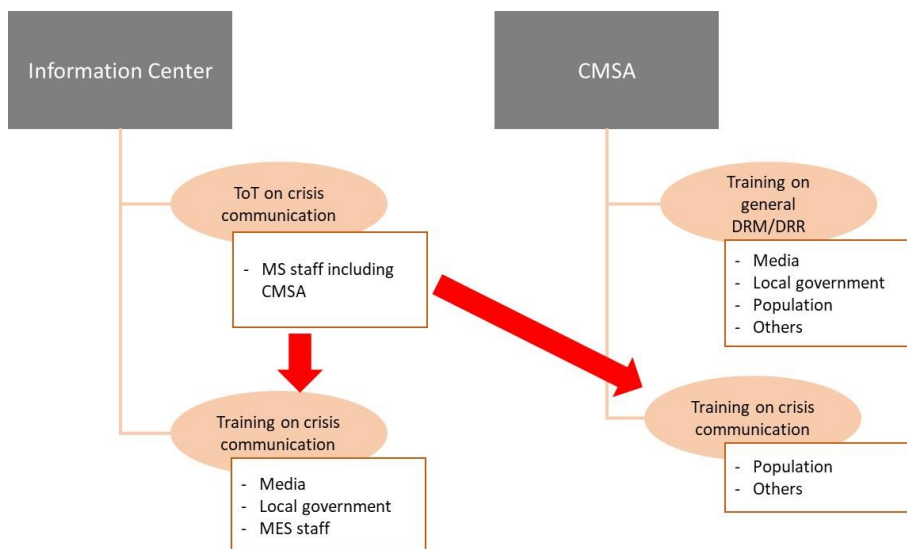 Information Center
ToT on crisis
communication
- MS staff including
CMSA
Training on crisis
communication
- Media
- Local government
- MES staff
CMSA
Training on
general
DRM/DRR
- Media
- Local government
- Population
- Others
Training on crisis
communication
- Population
- Others